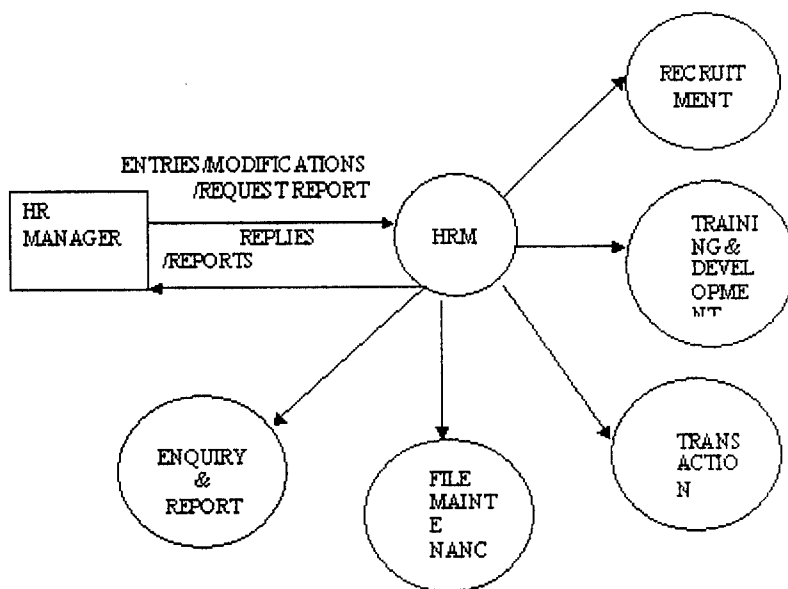 RECRUIT
MENT
ENTRIES/MODIFICATIONS
/REQUEST REPORT
HR
MANAGER
REPLIES
/REPORTS
HRM
TRAINI
NG &
DEVEL
OPME
NT
TRANS
ACTIO
N
ENQUIRY
&
REPORT
FILE
MAINT
E
NANC